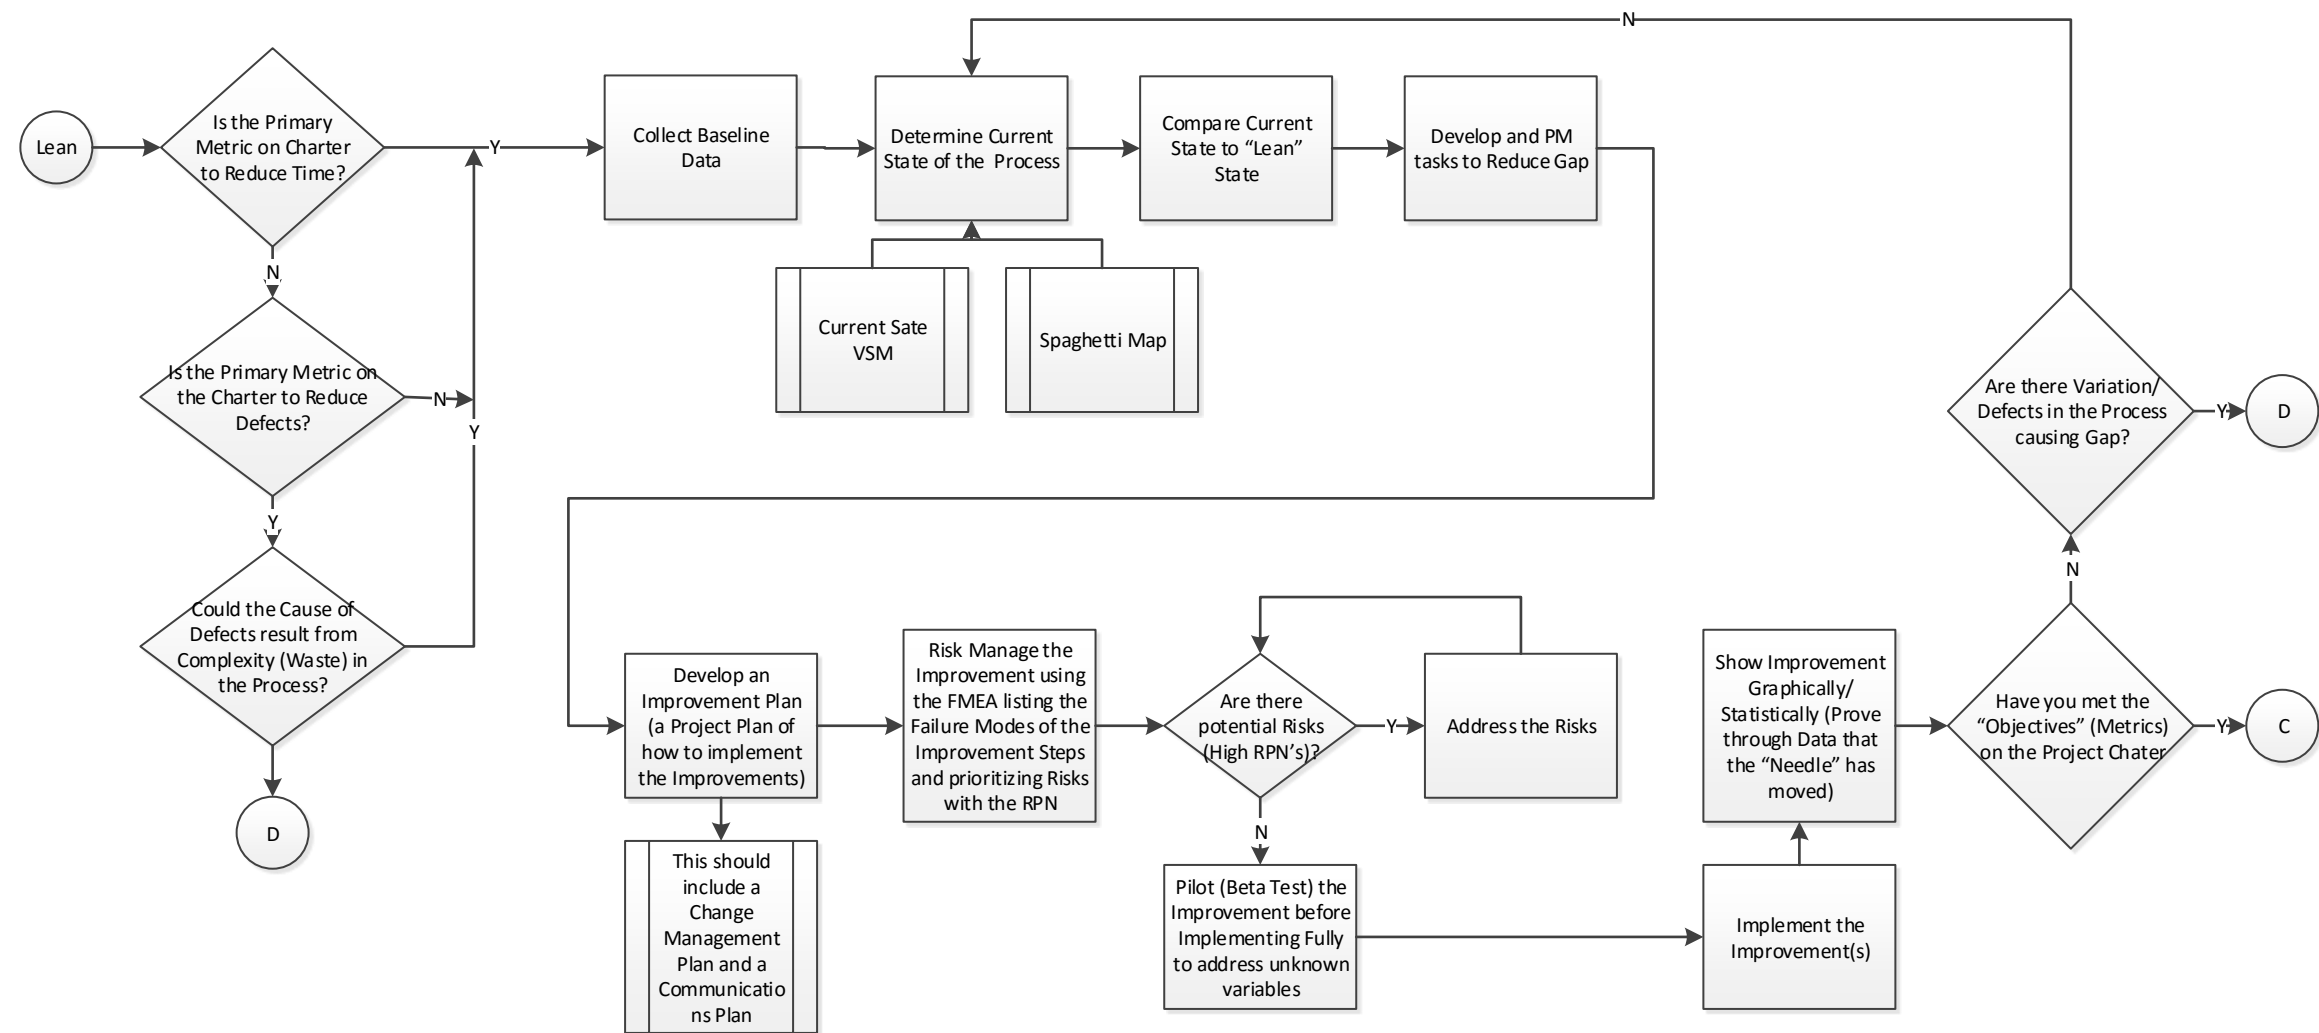 N
Lean
Is the Primary
Metric on Charter
to Reduce Time?
Y
Collect Baseline
Data
Determine Current
State of the Process
Compare Current
State to “Lean”
State
Develop and PM
tasks to Reduce Gap
N
Current Sate
VSM
Spaghetti Map
Is the Primary Metric on
the Charter to Reduce
Defects?
N
Y
Y
Are there Variation/
Defects in the Process
causing Gap?
Y
D
N
Could the Cause of
Defects result from
Complexity (Waste) in
the Process?
D
Develop an
Improvement Plan
(a Project Plan of
how to implement
the Improvements)
Risk Manage the
Improvement using
the FMEA listing the
Failure Modes of the
Improvement Steps
and prioritizing Risks
with the RPN
Are there
potential Risks
(High RPN’s)?
Y
Address the Risks
N
Show Improvement
Graphically/
Statistically (Prove
through Data that
the “Needle” has
moved)
Have you met the
“Objectives” (Metrics)
on the Project Chater
Y
C
This should
include a
Change
Management
Plan and a
Communicatio
ns Plan
Pilot (Beta Test) the
Improvement before
Implementing Fully
to address unknown
variables
Implement the
Improvement(s)